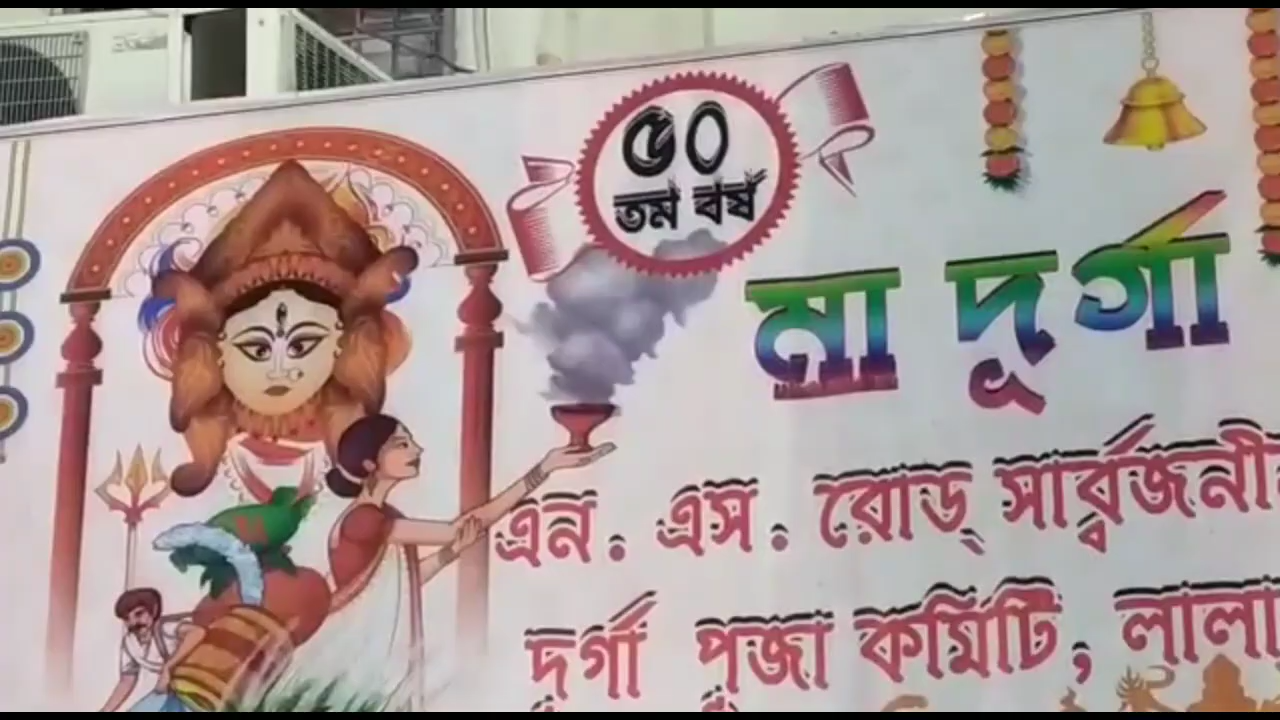 ৫০
তম বর্ষ
মা দূর্গা
এন. এস. রোড্ সার্ব্বজনীন
দূর্গা পূজা কমিটি, লালা